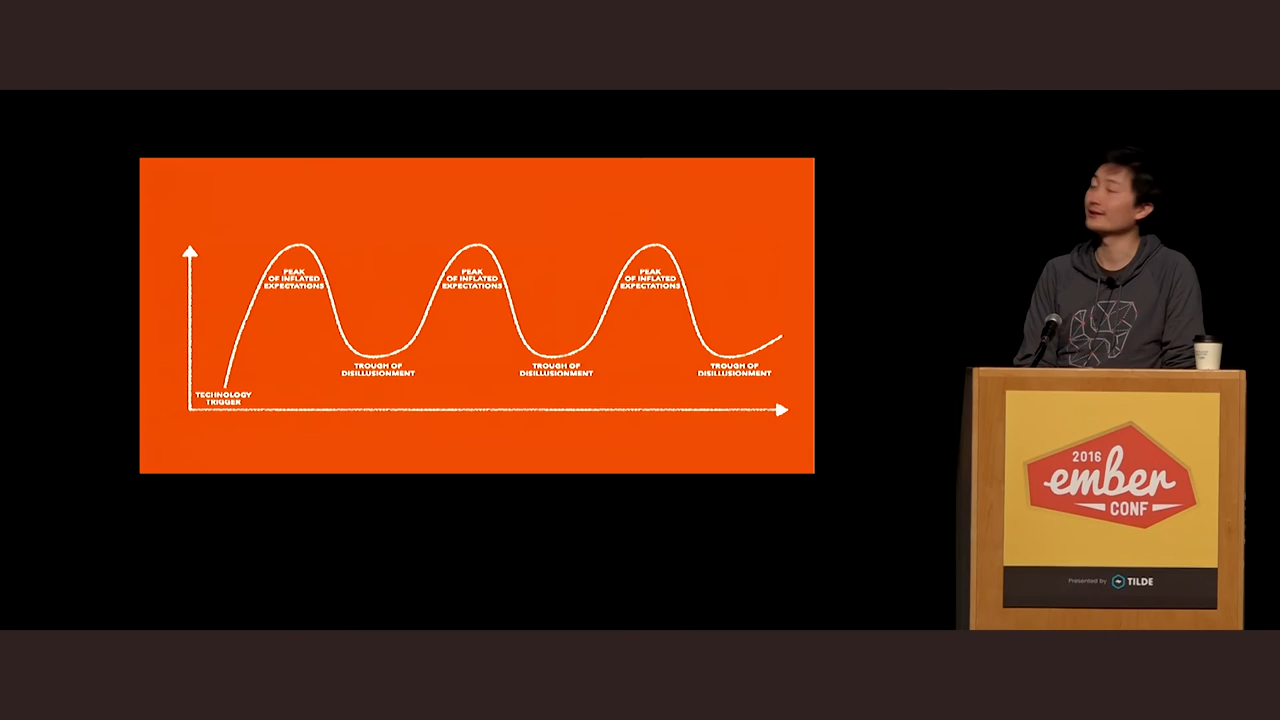 PEAK
OF INFLATED
EXPECTATIONS
PEAK
OF INFLATED
EXPECTATIONS
PEAK
OF INFLATED
EXPECTATIONS
TROUGH OF
DISILLUSIONMENT
TROUGH OF
DISILLUSIONMENT
TROUGH OF
DISILLUSIONMENT
TECHNOLOGY
TRIGGER
2016
ember
CONF
Presented by TILDE